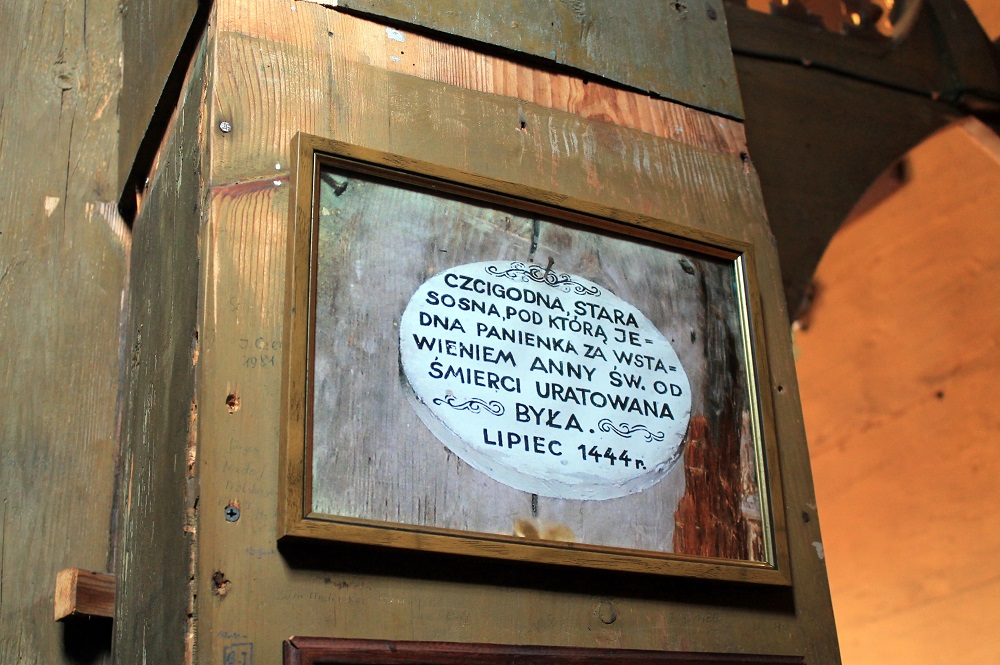 CZCIGODNA, STARA
SOSNA, POD KTÓRĄ JE=
DNA PANIENKA ZA WSTA=
WIENIEM ANNY ŚW. OD
ŚMIERCI URATOWANA
BYŁA.
LIPIEC 1444 r.